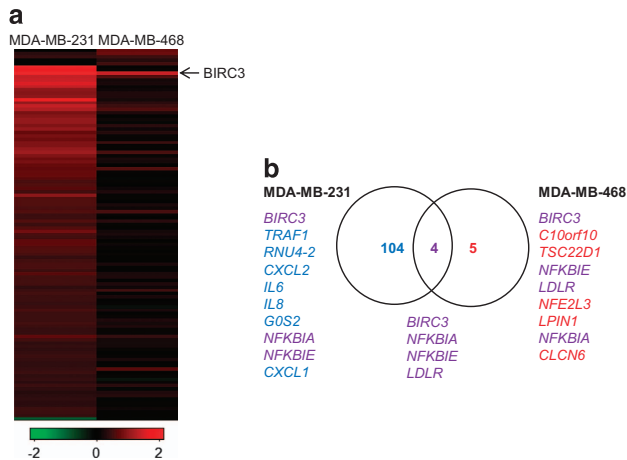 a
MDA-MB-231 MDA-MB-468
BIRC3
-2 0 2
b
MDA-MB-231
BIRC3
TRAF1
RNU4-2
CXCL2
IL6
IL8
G0S2
NFKBIA
NFKBIE
CXCL1
104 4 5
BIRC3
NFKBIA
NFKBIE
LDLR
MDA-MB-468
BIRC3
C10orf10
TSC22D1
NFKBIE
LDLR
NFE2L3
LPIN1
NFKBIA
CLCN6